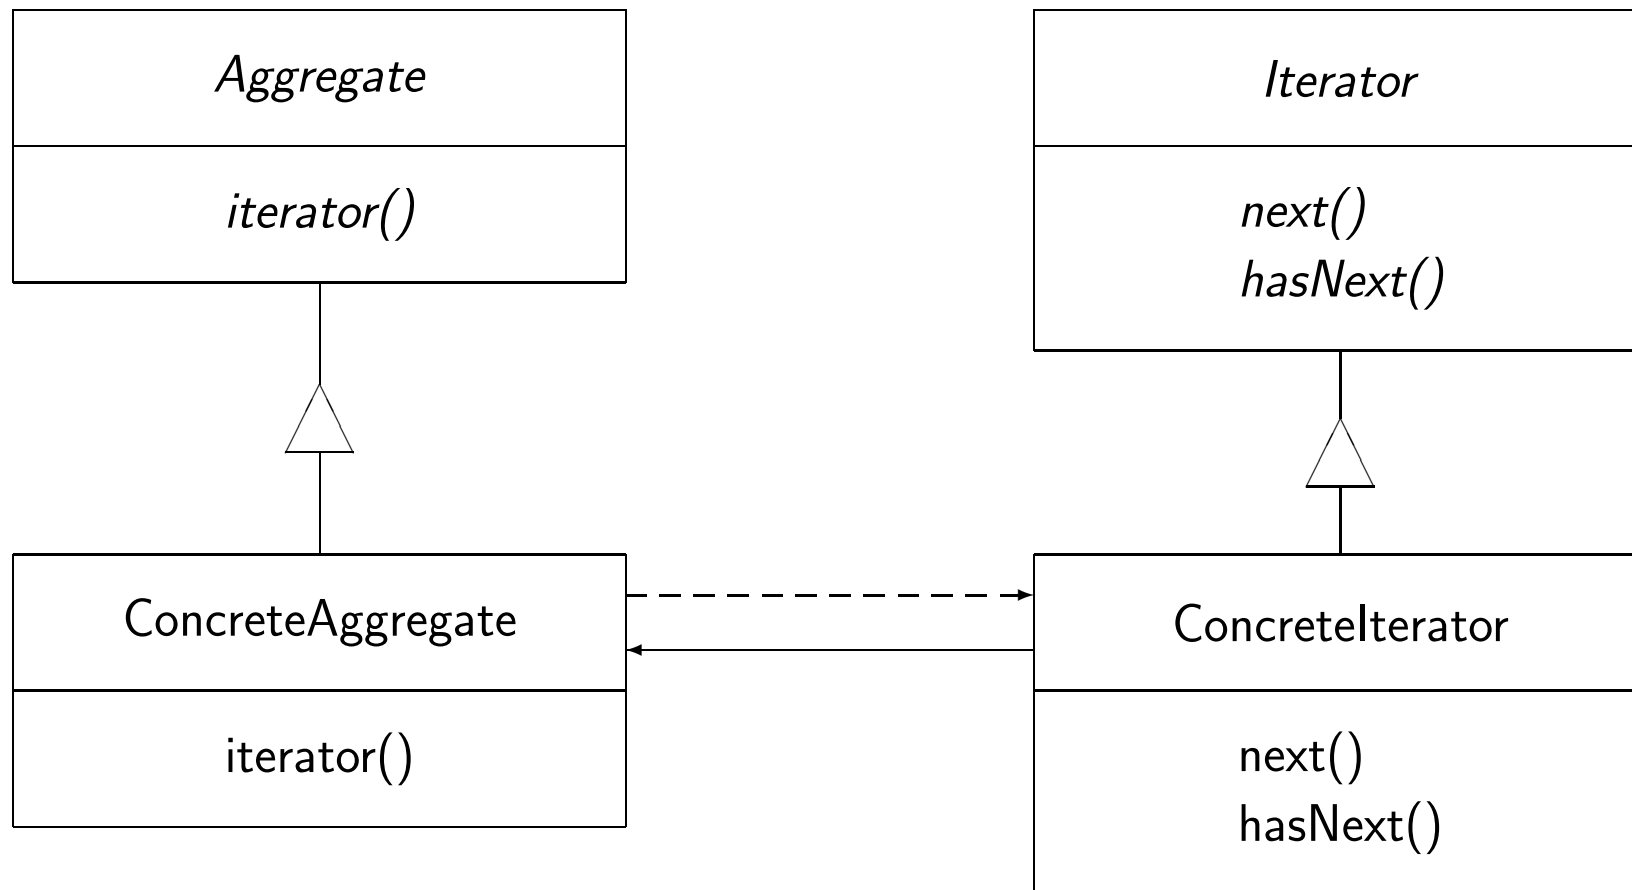 Aggregate
iterator()
Iterator
next()
hasNext()
ConcreteAggregate
iterator()
ConcreteIterator
next()
hasNext()